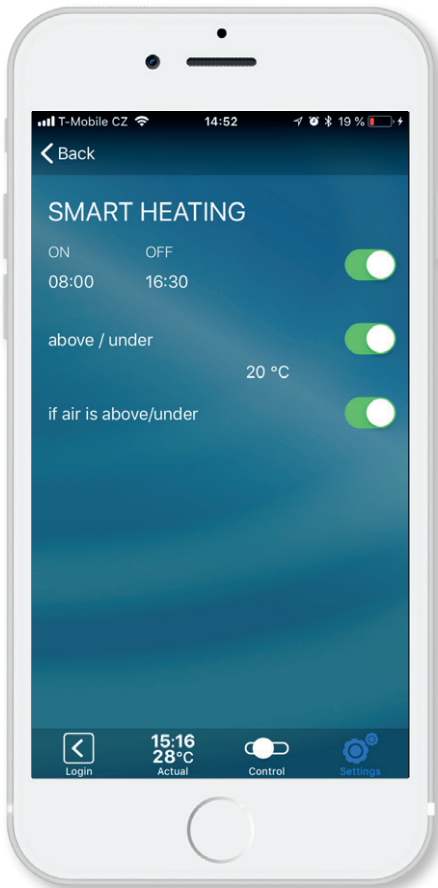 T-Mobile CZ 14:52 19 %
Back
SMART HEATING
ON OFF
08:00 16:30
above / under
20 °C
if air is above/under
15:16
28°C
Login Actual Control Settings